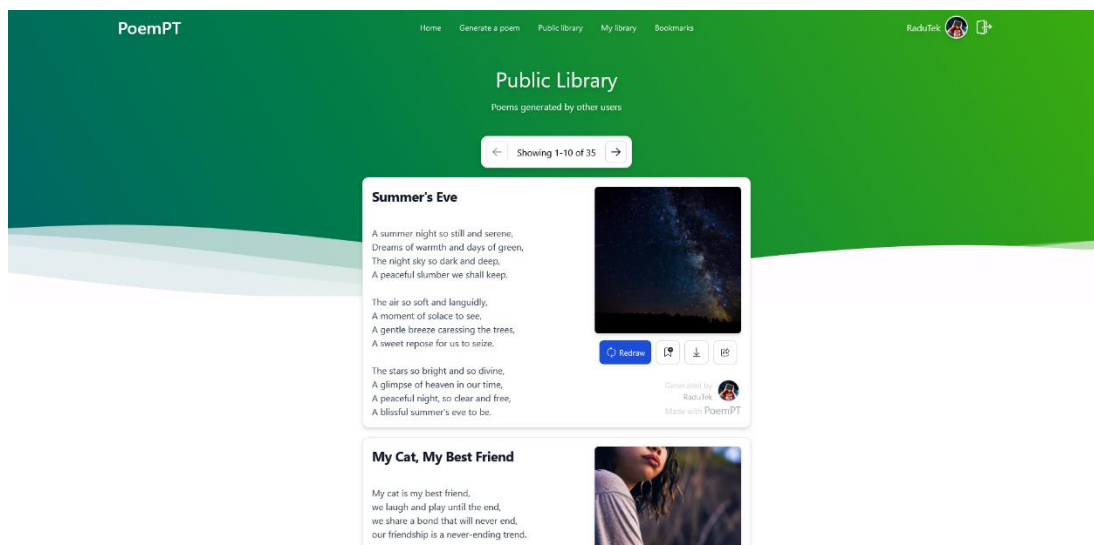 PoemPT
Home Generate a poem Public library My library Bookmarks
RaduTek
Public Library
Poems generated by other users
Showing 1-10 of 35
Summer's Eve
A summer night so still and serene,
Dreams of warmth and days of green,
The night sky so dark and deep,
A peaceful slumber we shall keep.
The air so soft and languidly,
A moment of solace to see,
A gentle breeze caressing the trees,
A sweet repose for us to seize.
The stars so bright and so divine,
A glimpse of heaven in our time,
A peaceful night, so clear and free,
A blissful summer's eve to be.
Redraw
Generated by
RaduTek
Made with PoemPT
My Cat, My Best Friend
My cat is my best friend,
we laugh and play until the end,
we share a bond that will never end,
our friendship is a never-ending trend.